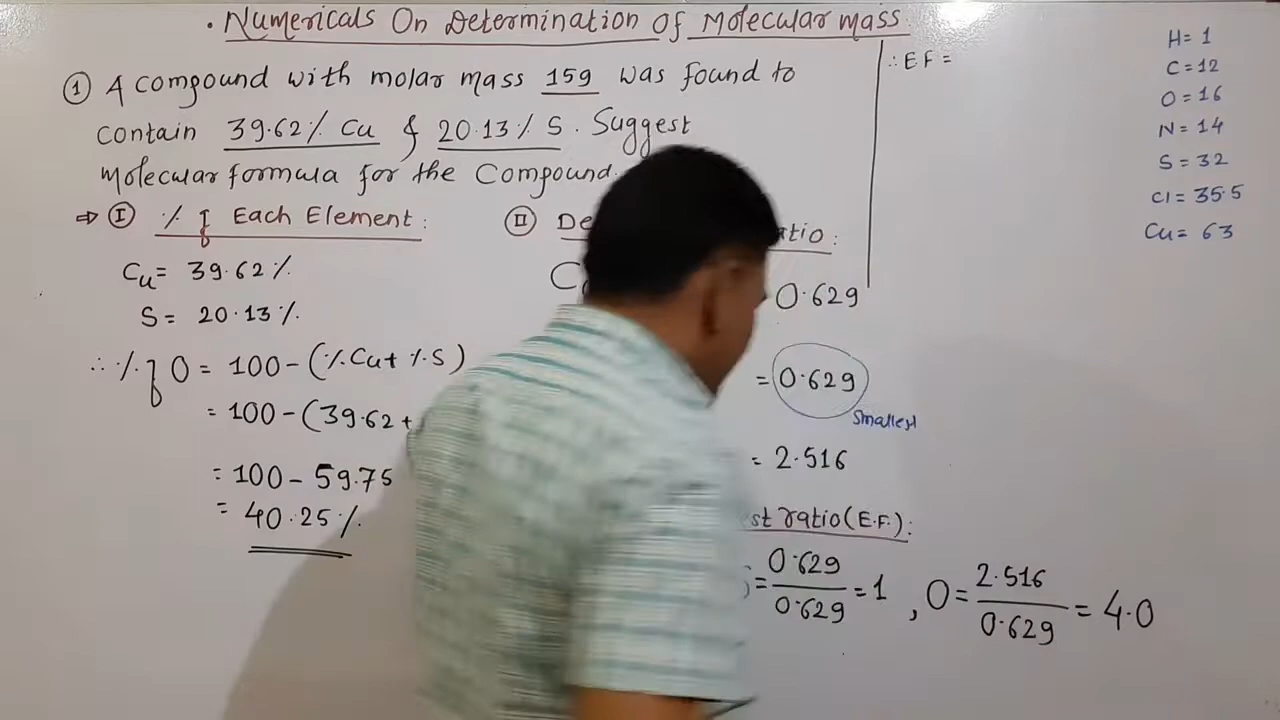 • Numericals On Determination Of Molecular mass.
① A compound with molar mass 159 was found to
contain 39.62% Cu & 20.13% S. Suggest
Molecular formula for the Compound.
⇒ Ⓘ % of Each Element:
Cu = 39.62%
S = 20.13%
∴ % of O = 100 - (%Cu + %S)
= 100 - (39.62 +
= 100 - 59.75
= 40.25%
Ⓘⓘ
0.629
= 0.629
Smallest
= 2.516
ratio (E.F.):
= 0.629 / 0.629 = 1 , O = 2.516 / 0.629 = 4.0
∴ E F =
H = 1
C = 12
O = 16
N = 14
S = 32
Cl = 35.5
Cu = 63